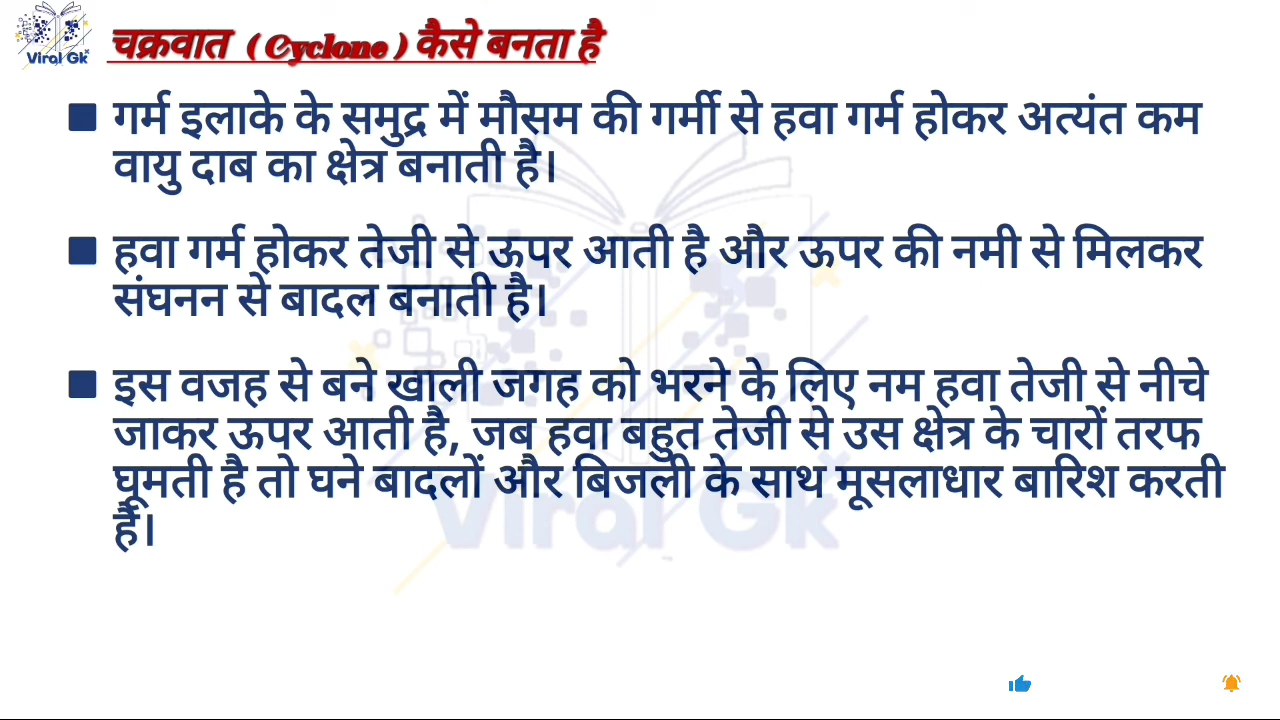 Viral Gk
चक्रवात ( Cyclone ) कैसे बनता है
गर्म इलाके के समुद्र में मौसम की गर्मी से हवा गर्म होकर अत्यंत कम
वायु दाब का क्षेत्र बनाती है।
हवा गर्म होकर तेजी से ऊपर आती है और ऊपर की नमी से मिलकर
संघनन से बादल बनाती है।
इस वजह से बने खाली जगह को भरने के लिए नम हवा तेजी से नीचे
जाकर ऊपर आती है, जब हवा बहुत तेजी से उस क्षेत्र के चारों तरफ
घूमती है तो घने बादलों और बिजली के साथ मूसलाधार बारिश करती
है।
Viral Gk